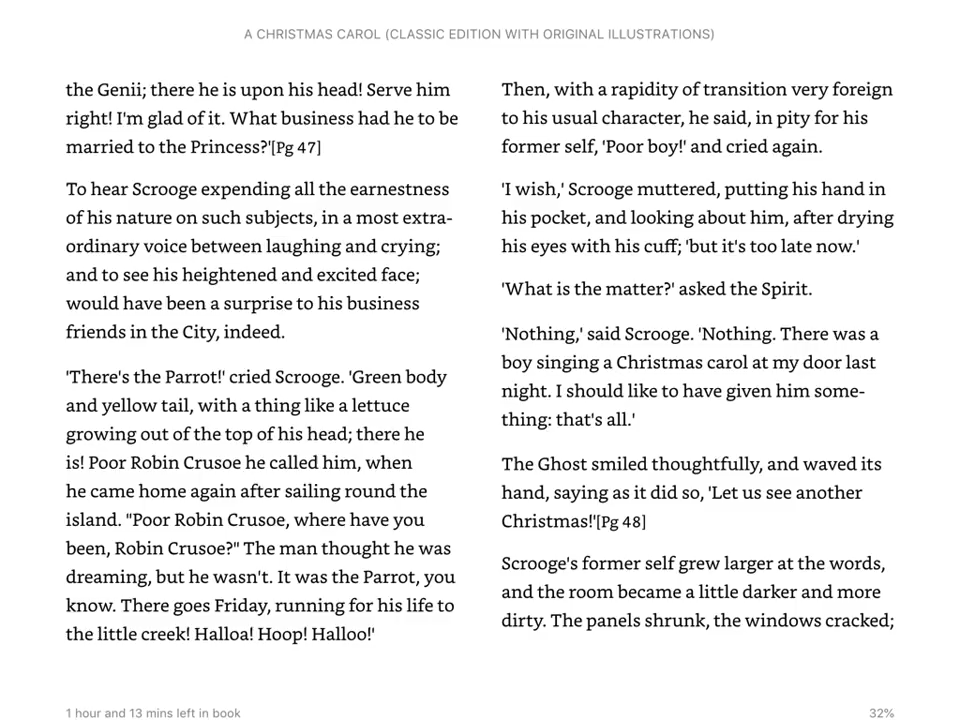 A CHRISTMAS CAROL (CLASSIC EDITION WITH ORIGINAL ILLUSTRATIONS)
the Genii; there he is upon his head! Serve him
right! I'm glad of it. What business had he to be
married to the Princess?'[Pg 47]
To hear Scrooge expending all the earnestness
of his nature on such subjects, in a most extra-
ordinary voice between laughing and crying;
and to see his heightened and excited face;
would have been a surprise to his business
friends in the City, indeed.
'There's the Parrot!' cried Scrooge. 'Green body
and yellow tail, with a thing like a lettuce
growing out of the top of his head; there he
is! Poor Robin Crusoe he called him, when
he came home again after sailing round the
island. "Poor Robin Crusoe, where have you
been, Robin Crusoe?" The man thought he was
dreaming, but he wasn't. It was the Parrot, you
know. There goes Friday, running for his life to
the little creek! Halloa! Hoop! Halloo!'
Then, with a rapidity of transition very foreign
to his usual character, he said, in pity for his
former self, 'Poor boy!' and cried again.
'I wish,' Scrooge muttered, putting his hand in
his pocket, and looking about him, after drying
his eyes with his cuff; 'but it's too late now.'
'What is the matter?' asked the Spirit.
'Nothing,' said Scrooge. 'Nothing. There was a
boy singing a Christmas carol at my door last
night. I should like to have given him some-
thing: that's all.'
The Ghost smiled thoughtfully, and waved its
hand, saying as it did so, 'Let us see another
Christmas!'[Pg 48]
Scrooge's former self grew larger at the words,
and the room became a little darker and more
dirty. The panels shrunk, the windows cracked;
1 hour and 13 mins left in book
32%